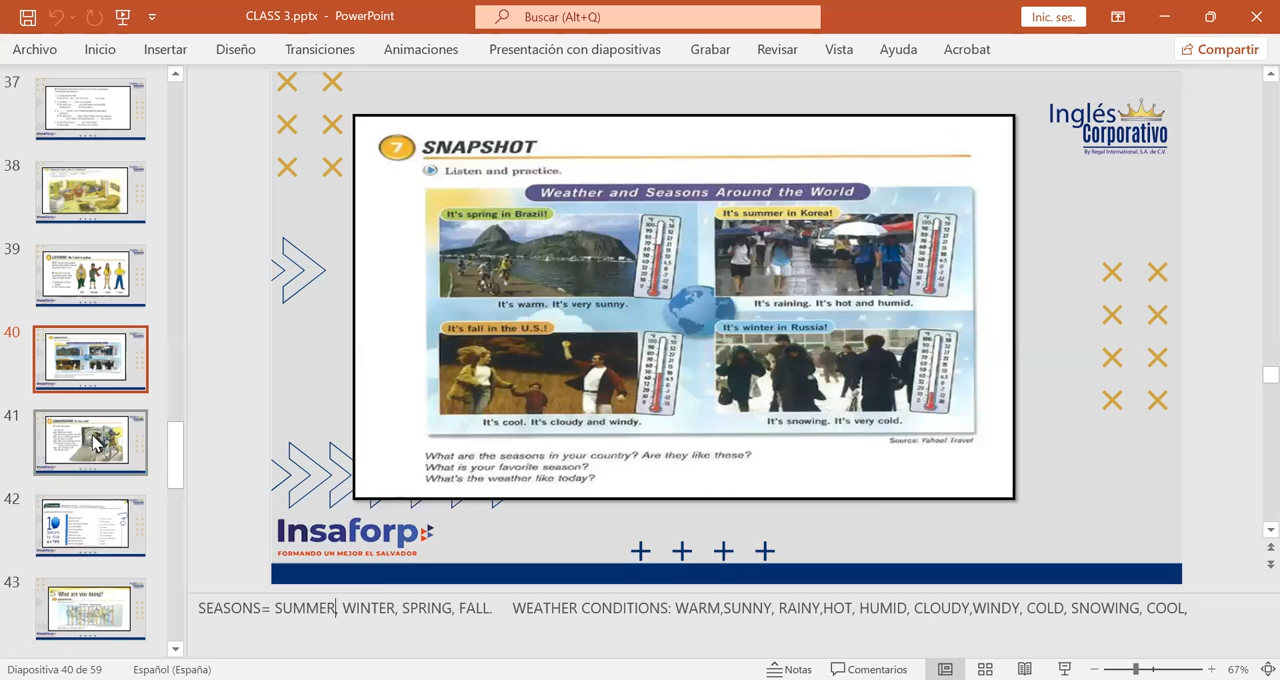 CLASS 3.pptx - PowerPoint
Buscar (Alt+Q)
Inic. ses.
Archivo Inicio Insertar Diseño Transiciones Animaciones Presentación con diapositivas Grabar Revisar Vista Ayuda Acrobat
Compartir
37
38
39
40
41
42
43
What are you doing?
Inglés
Corporativo
By Regal International, S.A. de C.V.
7 SNAPSHOT
Listen and practice.
Weather and Seasons Around the World
It's spring in Brazil!
It's summer in Korea!
It's warm. It's very sunny.
It's raining. It's hot and humid.
It's fall in the U.S.!
It's winter in Russia!
It's cool. It's cloudy and windy.
It's snowing. It's very cold.
Source: Yahoo! Travel
What are the seasons in your country? Are they like these?
What is your favorite season?
What's the weather like today?
Insaforp
FORMANDO UN MEJOR EL SALVADOR
SEASONS= SUMMER, WINTER, SPRING, FALL. WEATHER CONDITIONS: WARM,SUNNY, RAINY,HOT, HUMID, CLOUDY,WINDY, COLD, SNOWING, COOL,
Diapositiva 40 de 59 Español (España) Notas Comentarios 67%